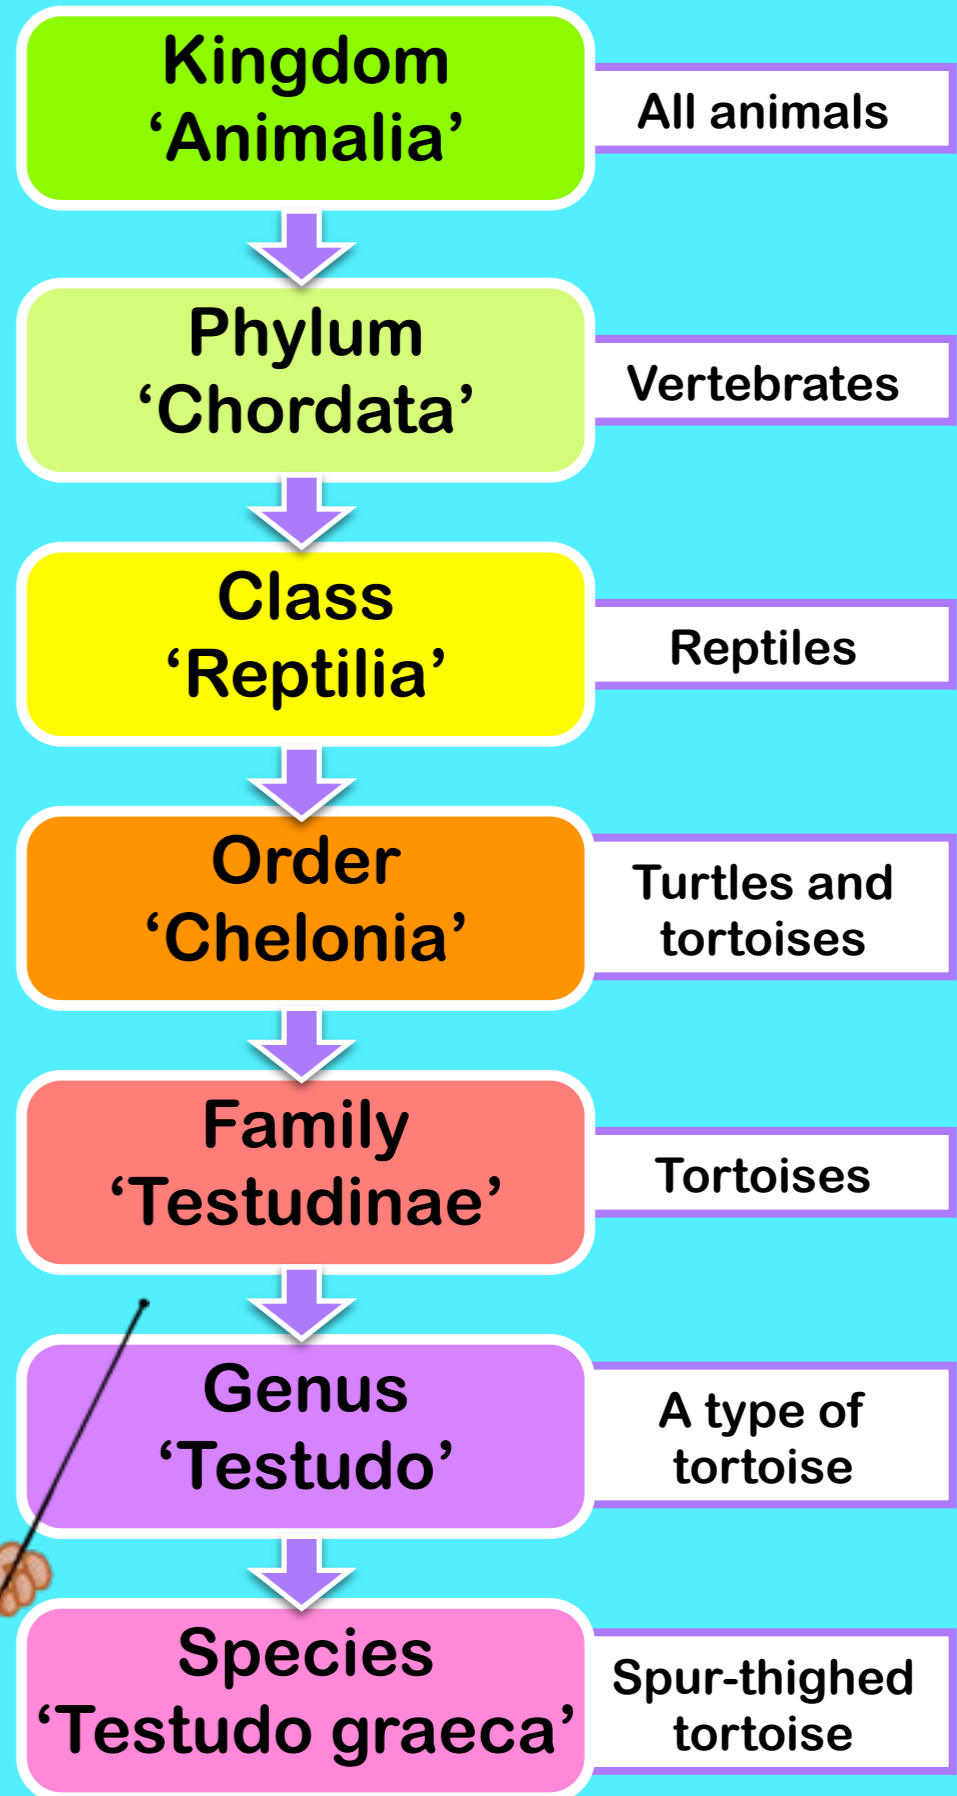 Kingdom
‘Animalia’
All animals
Phylum
‘Chordata’
Vertebrates
Class
‘Reptilia’
Reptiles
Order
‘Chelonia’
Turtles and
tortoises
Family
‘Testudinae’
Tortoises
Genus
‘Testudo’
A type of
tortoise
Species
‘Testudo graeca’
Spur-thighed
tortoise